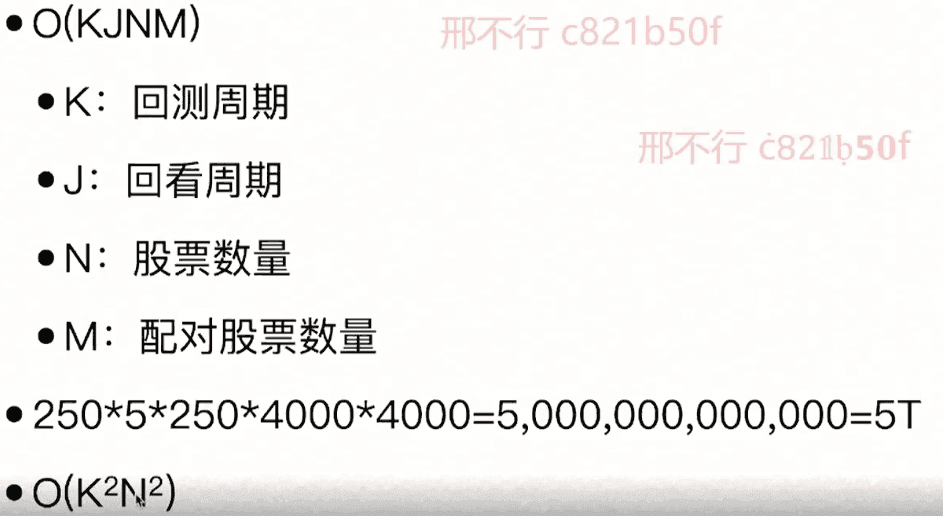 • O(KJNM)
邢不行 c821b50f
• K：回测周期
邢不行 c821b50f
• J：回看周期
• N：股票数量
• M：配对股票数量
• 250*5*250*4000*4000=5,000,000,000,000=5T
• O(K²N²)